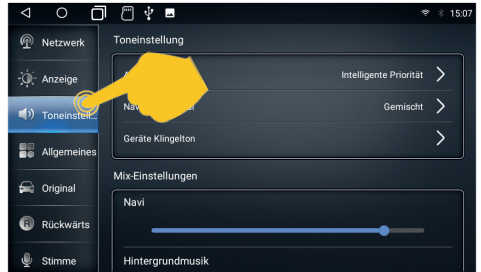 15:07
Netzwerk
Anzeige
Toneinstell...
Allgemeines
Original
R Rückwärts
Stimme
Toneinstellung
Intelligente Priorität
Gemischt
Geräte Klingelton
Mix-Einstellungen
Navi
Hintergrundmusik